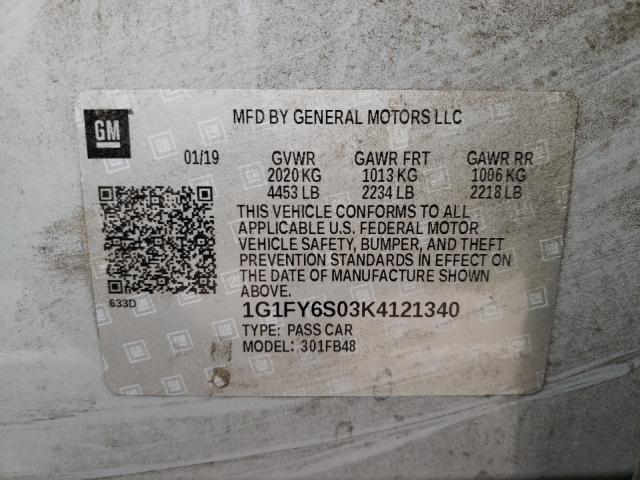 GM
MFD BY GENERAL MOTORS LLC
01/19 GVWR GAWR FRT GAWR RR
2020 KG 1013 KG 1006 KG
4453 LB 2234 LB 2218 LB
THIS VEHICLE CONFORMS TO ALL
APPLICABLE U.S. FEDERAL MOTOR
VEHICLE SAFETY, BUMPER, AND THEFT
PREVENTION STANDARDS IN EFFECT ON
THE DATE OF MANUFACTURE SHOWN
ABOVE.
633D
1G1FY6S03K4121340
TYPE: PASS CAR
MODEL: 301FB48